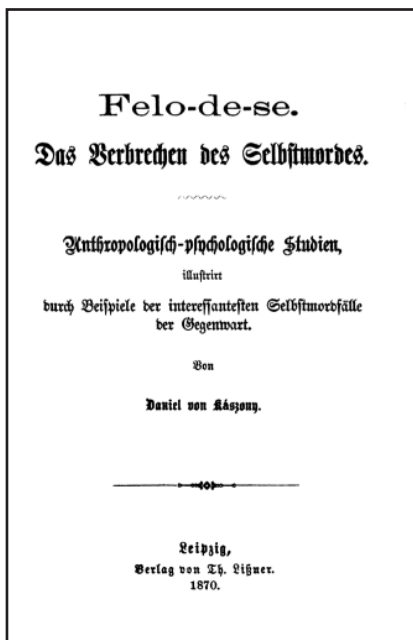 Felo-de-se.
Das Verbrechen des Selbstmordes.
Anthropologisch-psychologische Studien,
illustrirt
durch Beispiele der interessantesten Selbstmordfälle
der Gegenwart.
Von
Daniel von Kászony.
Leipzig,
Verlag von Th. Lißner.
1870.